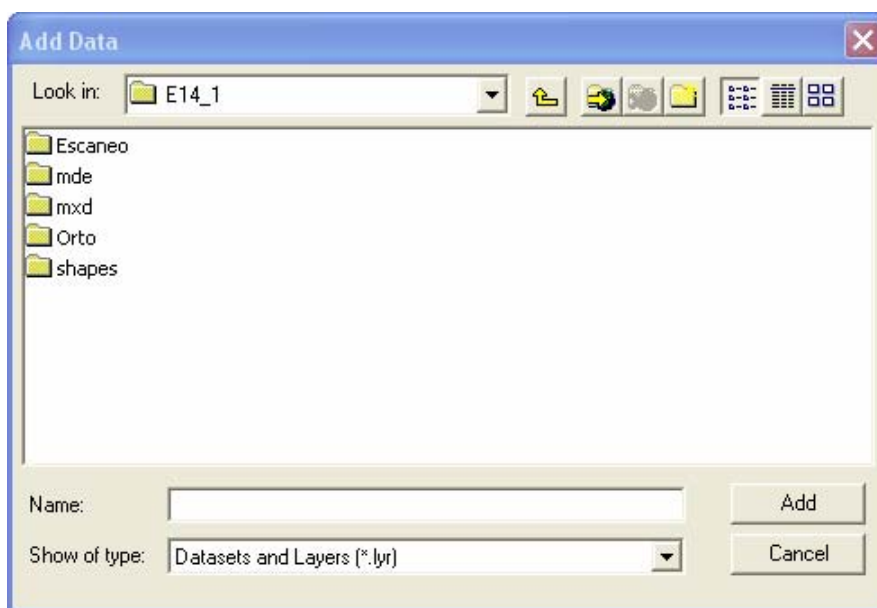 Add Data
Look in: E14_1
Escaneo
mde
mxd
Orto
shapes
Name: Add
Show of type: Datasets and Layers (*.lyr) Cancel